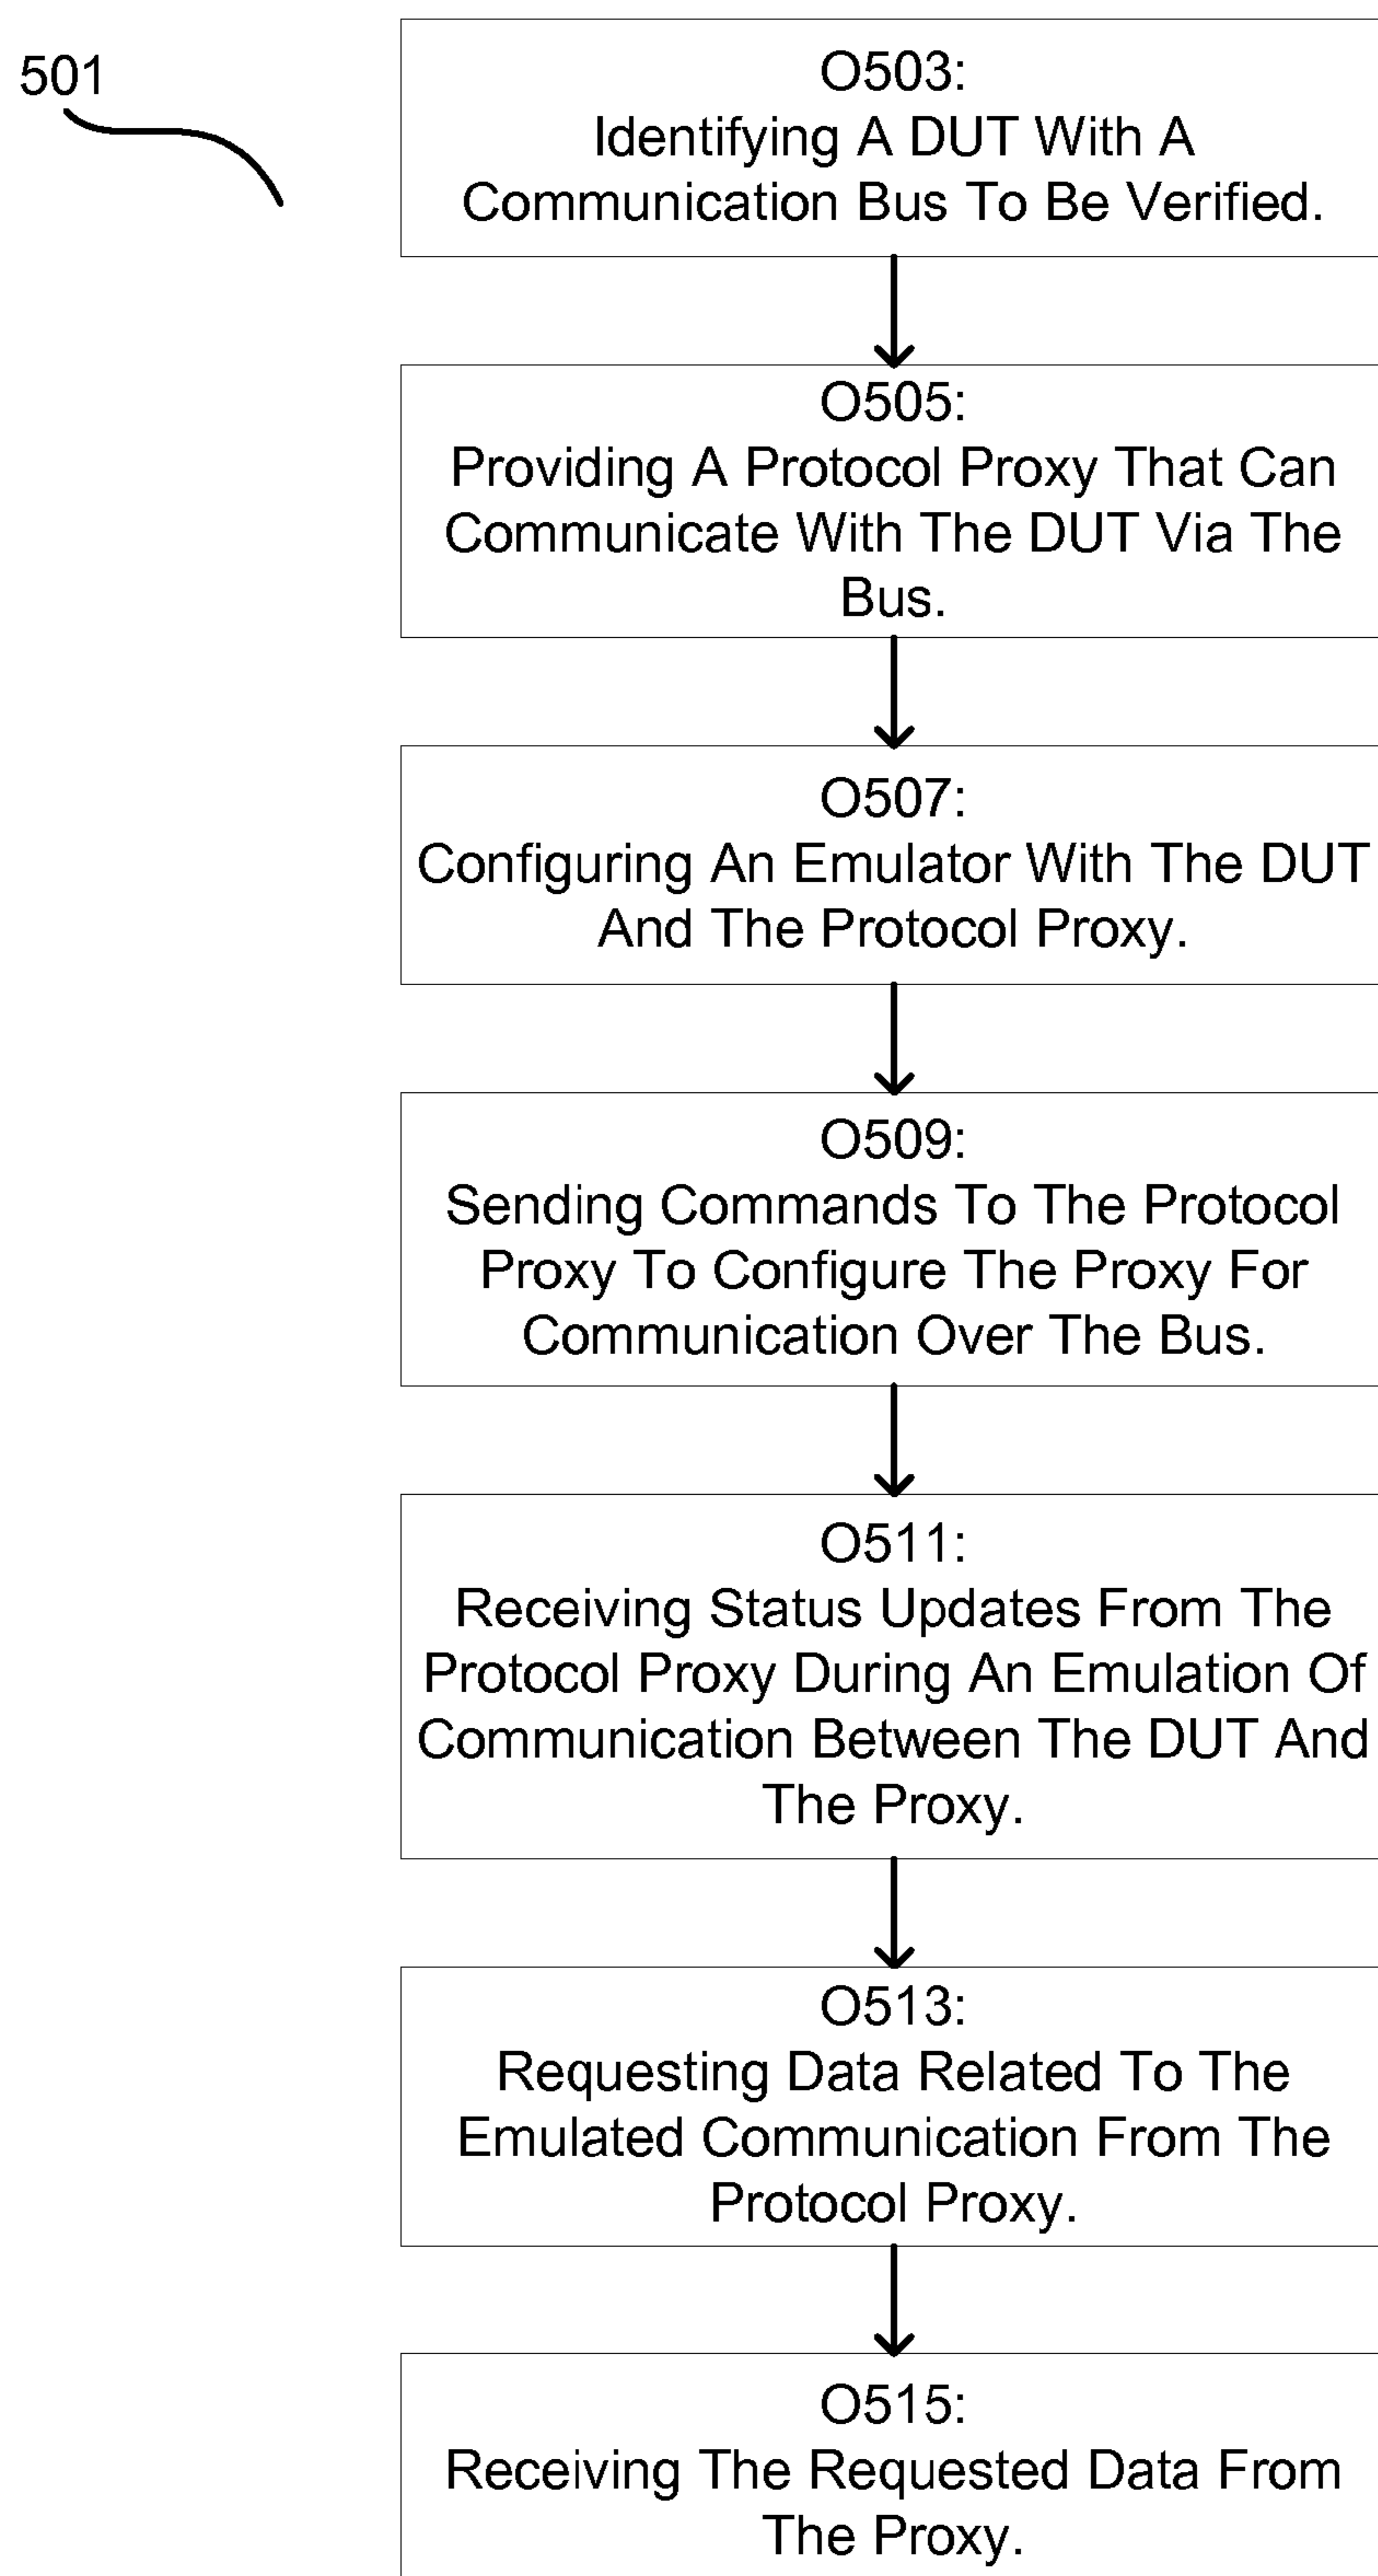 501
O503:
Identifying A DUT With A
Communication Bus To Be Verified.
O505:
Providing A Protocol Proxy That Can
Communicate With The DUT Via The
Bus.
O507:
Configuring An Emulator With The DUT
And The Protocol Proxy.
O509:
Sending Commands To The Protocol
Proxy To Configure The Proxy For
Communication Over The Bus.
O511:
Receiving Status Updates From The
Protocol Proxy During An Emulation Of
Communication Between The DUT And
The Proxy.
O513:
Requesting Data Related To The
Emulated Communication From The
Protocol Proxy.
O515:
Receiving The Requested Data From
The Proxy.